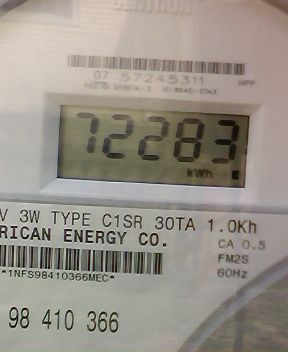 CENTRON
07 57245311
72283
kWh
V 3W TYPE C1SR 30TA 1.0Kh
RICAN ENERGY CO.
CA 0.5
FM2S
60Hz
*1NFS98410366MEC*
98 410 366